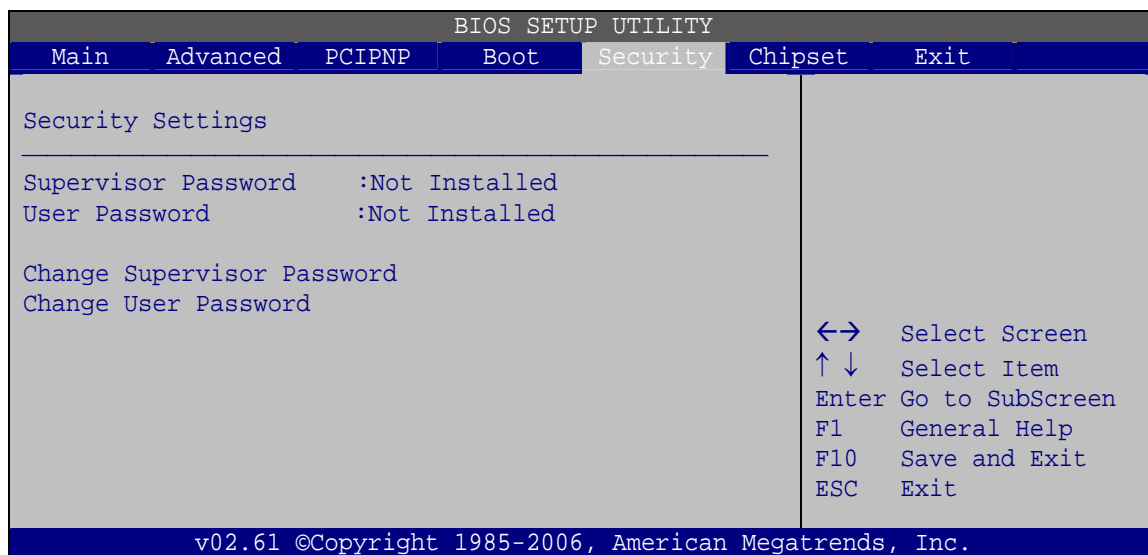 BIOS SETUP UTILITY
Main Advanced PCIPNP Boot Security Chipset Exit
Security Settings
Supervisor Password :Not Installed
User Password :Not Installed
Change Supervisor Password
Change User Password
←→ Select Screen
↑ ↓ Select Item
Enter Go to SubScreen
F1 General Help
F10 Save and Exit
ESC Exit
v02.61 ©Copyright 1985-2006, American Megatrends, Inc.